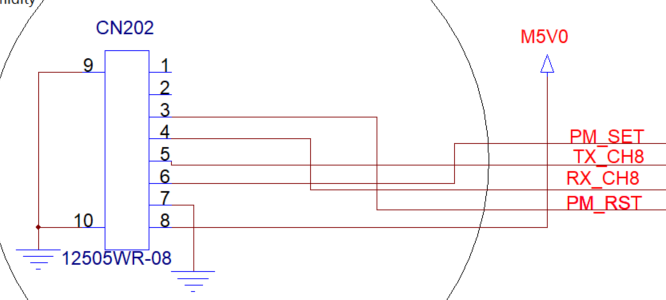 CN202
M5V0
9
1
2
3
4
5
6
7
10
8
PM_SET
TX_CH8
RX_CH8
PM_RST
12505WR-08